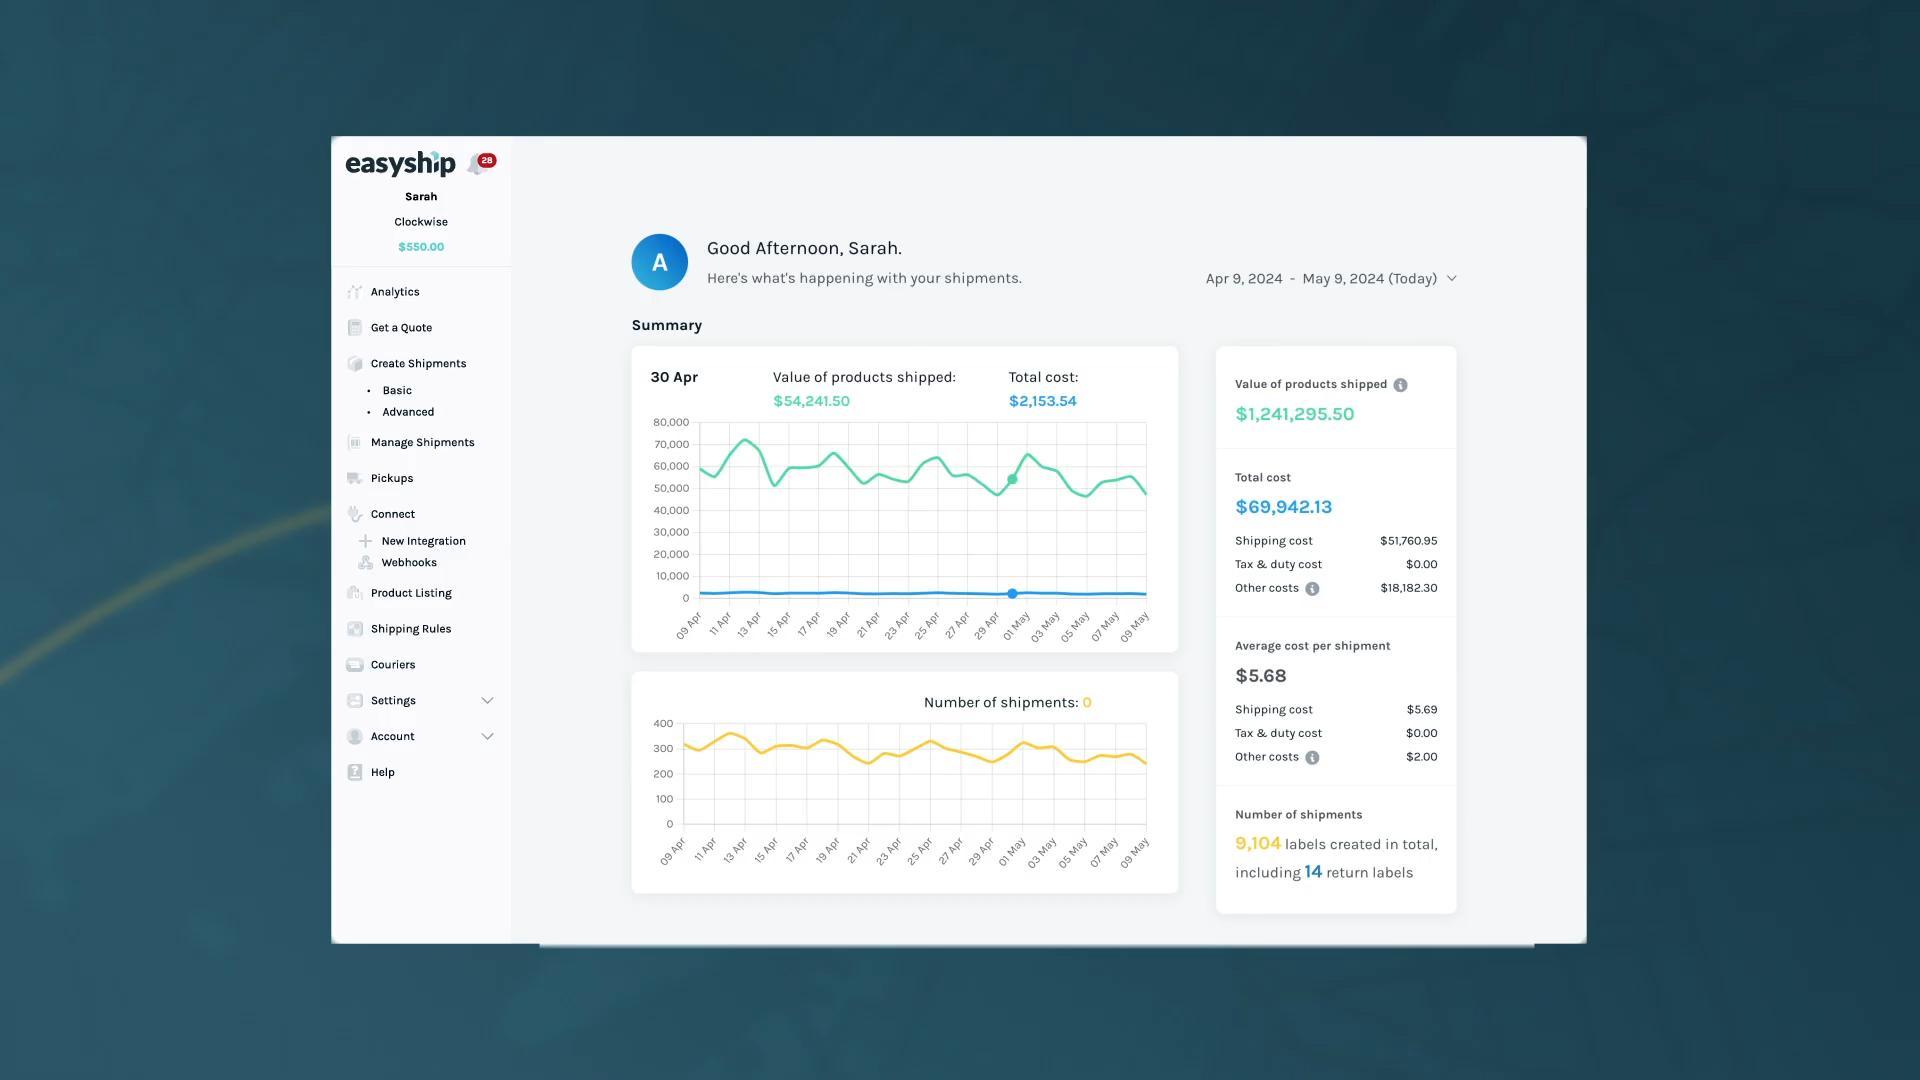 easyship
28
Sarah
Clockwise
$550.00
Analytics
Get a Quote
Create Shipments
• Basic
• Advanced
Manage Shipments
Pickups
Connect
New Integration
Webhooks
Product Listing
Shipping Rules
Couriers
Settings
Account
Help
A
Good Afternoon, Sarah.
Here's what's happening with your shipments.
Apr 9, 2024 - May 9, 2024 (Today)
Summary
30 Apr
Value of products shipped:
$54,241.50
Total cost:
$2,153.54
80,000
70,000
60,000
50,000
40,000
30,000
20,000
10,000
0
09 Apr 11 Apr 13 Apr 15 Apr 17 Apr 19 Apr 21 Apr 23 Apr 25 Apr 27 Apr 29 Apr 01 May 03 May 05 May 07 May 09 May
Number of shipments: 0
400
300
200
100
0
09 Apr 11 Apr 13 Apr 15 Apr 17 Apr 19 Apr 21 Apr 23 Apr 25 Apr 27 Apr 29 Apr 01 May 03 May 05 May 07 May 09 May
Value of products shipped
$1,241,295.50
Total cost
$69,942.13
Shipping cost $51,760.95
Tax & duty cost $0.00
Other costs $18,182.30
Average cost per shipment
$5.68
Shipping cost $5.69
Tax & duty cost $0.00
Other costs $2.00
Number of shipments
9,104 labels created in total,
including 14 return labels